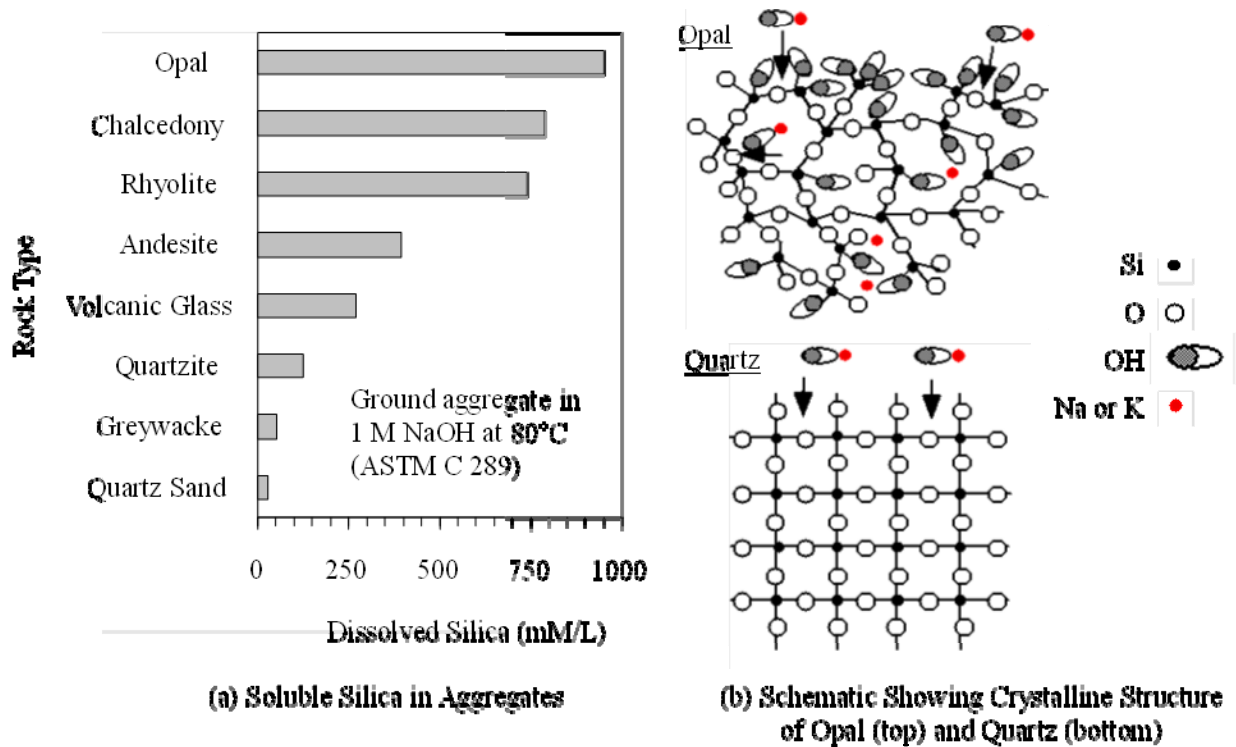 Rock Type
Opal
Chalcedony
Rhyolite
Andesite
Volcanic Glass
Quartzite
Greywacke
Quartz Sand
Ground aggregate in
1 M NaOH at 80°C
(ASTM C 289)
0 250 500 750 1000
Dissolved Silica (mM/L)
(a) Soluble Silica in Aggregates
Opal
Quartz
Si
O
OH
Na or K
(b) Schematic Showing Crystalline Structure
of Opal (top) and Quartz (bottom)